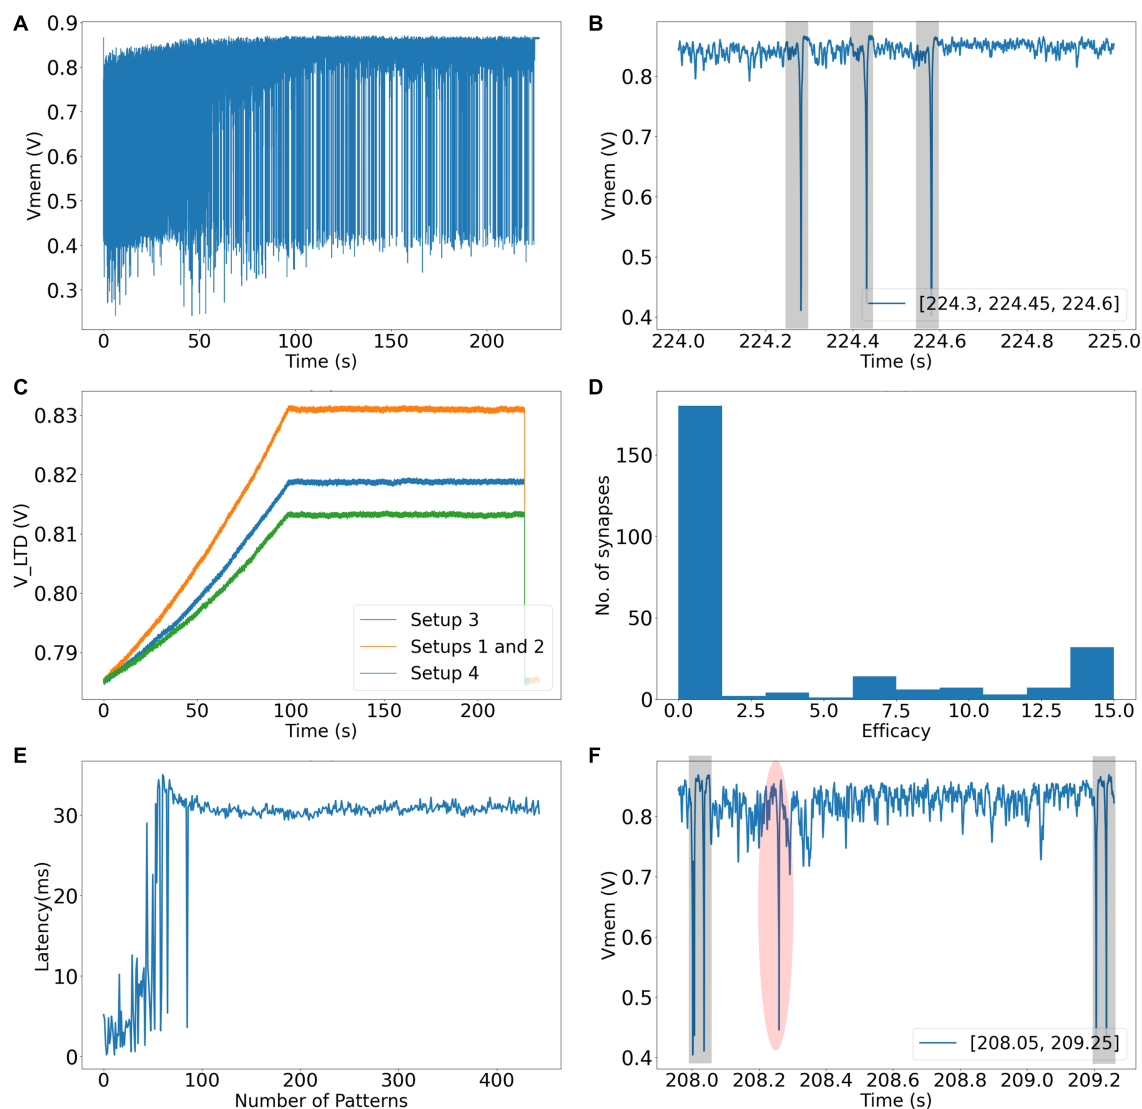 A
0.9
0.8
0.7
0.6
0.5
0.4
0.3
Vmem (V)
0 50 100 150 200
Time (s)
B
0.8
0.7
0.6
0.5
0.4
Vmem (V)
[224.3, 224.45, 224.6]
224.0 224.2 224.4 224.6 224.8 225.0
Time (s)
C
0.83
0.82
0.81
0.80
0.79
V_LTD (V)
Setup 3
Setups 1 and 2
Setup 4
0 50 100 150 200
Time (s)
D
150
100
50
0
No. of synapses
0.0 2.5 5.0 7.5 10.0 12.5 15.0
Efficacy
E
30
20
10
0
Latency(ms)
0 100 200 300 400
Number of Patterns
F
0.8
0.7
0.6
0.5
0.4
Vmem (V)
[208.05, 209.25]
208.0 208.2 208.4 208.6 208.8 209.0 209.2
Time (s)